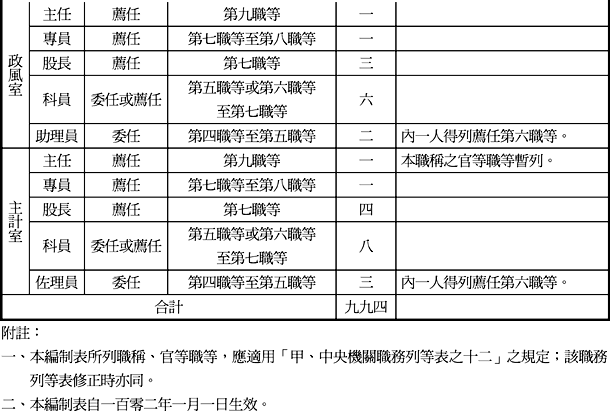 政風室
主任 薦任 第九職等 一
專員 薦任 第七職等至第八職等 一
股長 薦任 第七職等 三
科員 委任或薦任 第五職等或第六職等 六
至第七職等
助理員 委任 第四職等至第五職等 二 內一人得列薦任第六職等。
主計室
主任 薦任 第九職等 一 本職稱之官等職等暫列。
專員 薦任 第七職等至第八職等 一
股長 薦任 第七職等 四
科員 委任或薦任 第五職等或第六職等 八
至第七職等
佐理員 委任 第四職等至第五職等 三 內一人得列薦任第六職等。
合計 九九四
附註：
一、本編制表所列職稱、官等職等，應適用「甲、中央機關職務列等表之十二」之規定；該職務
列等表修正時亦同。
二、本編制表自一百零二年一月一日生效。